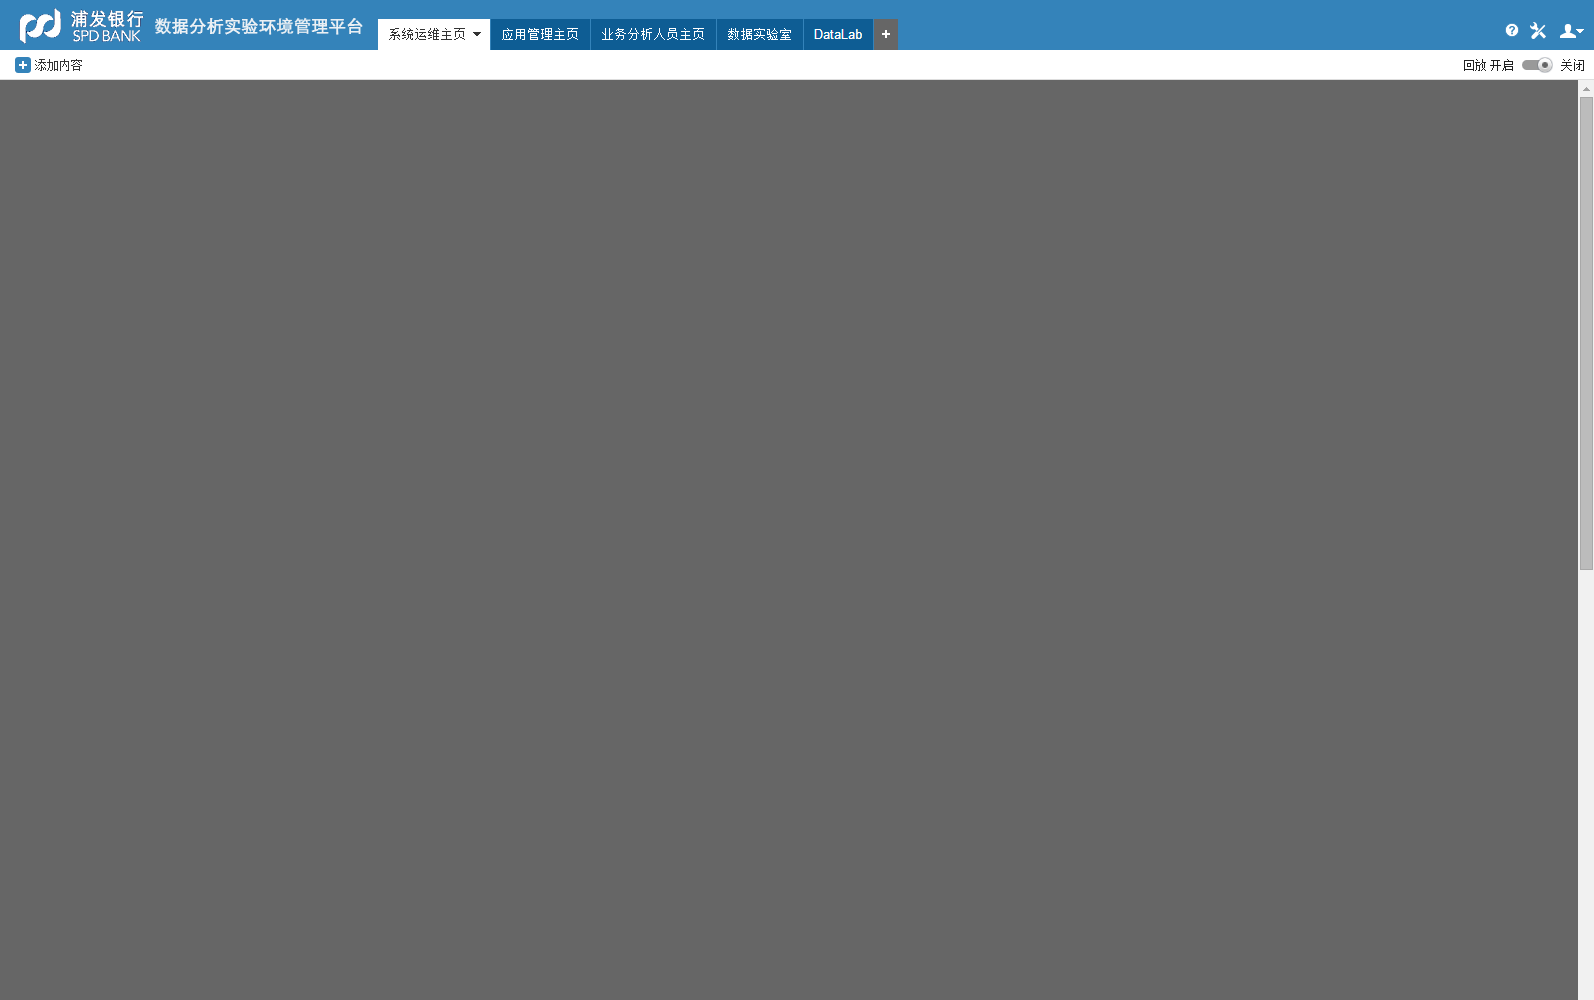 浦发银行
SPD BANK
数据分析实验环境管理平台
系统运维主页
应用管理主页
业务分析人员主页
数据实验室
DataLab
添加内容
回放 开启
关闭